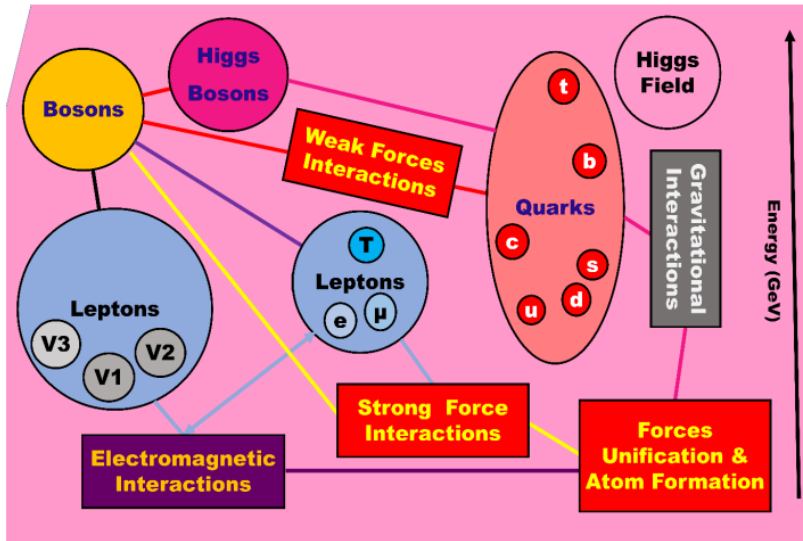 Higgs
Bosons
Bosons
Higgs
Field
t
Weak Forces
Interactions
b
Quarks
c
s
d
u
Gravitational
Interactions
Energy (GeV)
T
Leptons
e
µ
Leptons
V3
V1
V2
Strong Force
Interactions
Forces
Unification &
Atom Formation
Electromagnetic
Interactions